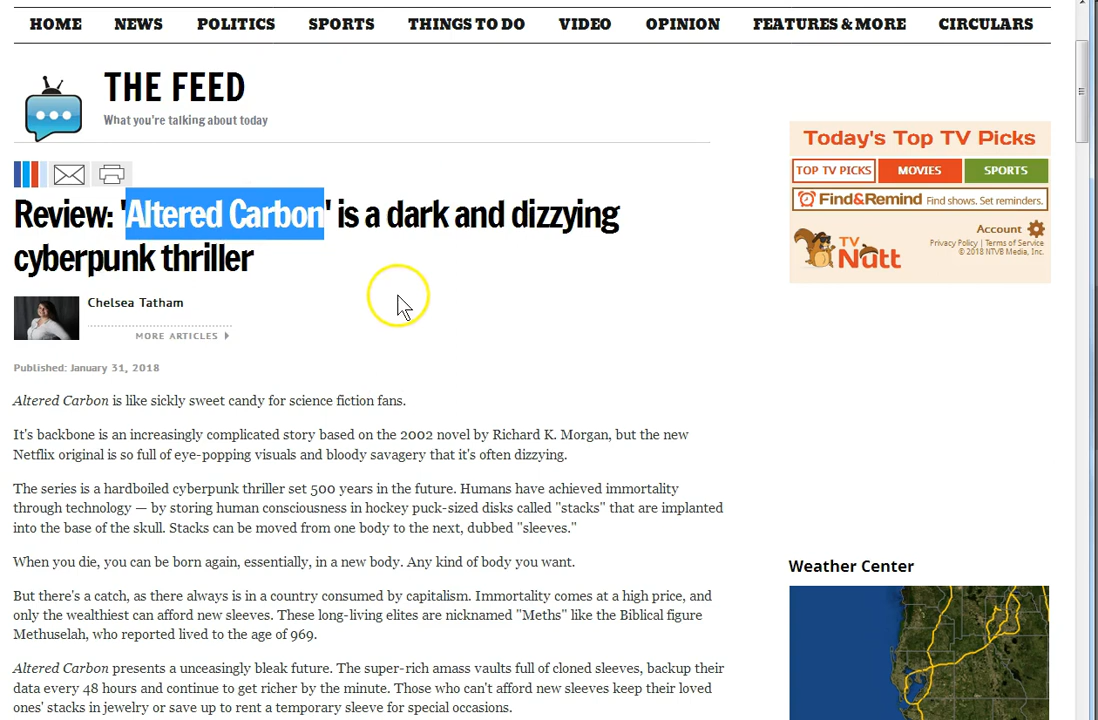 HOME NEWS POLITICS SPORTS THINGS TO DO VIDEO OPINION FEATURES & MORE CIRCULARS
THE FEED
What you're talking about today
Review: 'Altered Carbon' is a dark and dizzying
cyberpunk thriller
Chelsea Tatham
MORE ARTICLES
Published: January 31, 2018
Altered Carbon is like sickly sweet candy for science fiction fans.
It's backbone is an increasingly complicated story based on the 2002 novel by Richard K. Morgan, but the new
Netflix original is so full of eye-popping visuals and bloody savagery that it's often dizzying.
The series is a hardboiled cyberpunk thriller set 500 years in the future. Humans have achieved immortality
through technology — by storing human consciousness in hockey puck-sized disks called "stacks" that are implanted
into the base of the skull. Stacks can be moved from one body to the next, dubbed "sleeves."
When you die, you can be born again, essentially, in a new body. Any kind of body you want.
But there's a catch, as there always is in a country consumed by capitalism. Immortality comes at a high price, and
only the wealthiest can afford new sleeves. These long-living elites are nicknamed "Meths" like the Biblical figure
Methuselah, who reported lived to the age of 969.
Altered Carbon presents a unceasingly bleak future. The super-rich amass vaults full of cloned sleeves, backup their
data every 48 hours and continue to get richer by the minute. Those who can't afford new sleeves keep their loved
ones' stacks in jewelry or save up to rent a temporary sleeve for special occasions.
Today's Top TV Picks
TOP TV PICKS MOVIES SPORTS
Find&Remind Find shows. Set reminders.
TV Nutt
Account
Privacy Policy | Terms of Service
© 2018 NTVB Media, Inc.
Weather Center